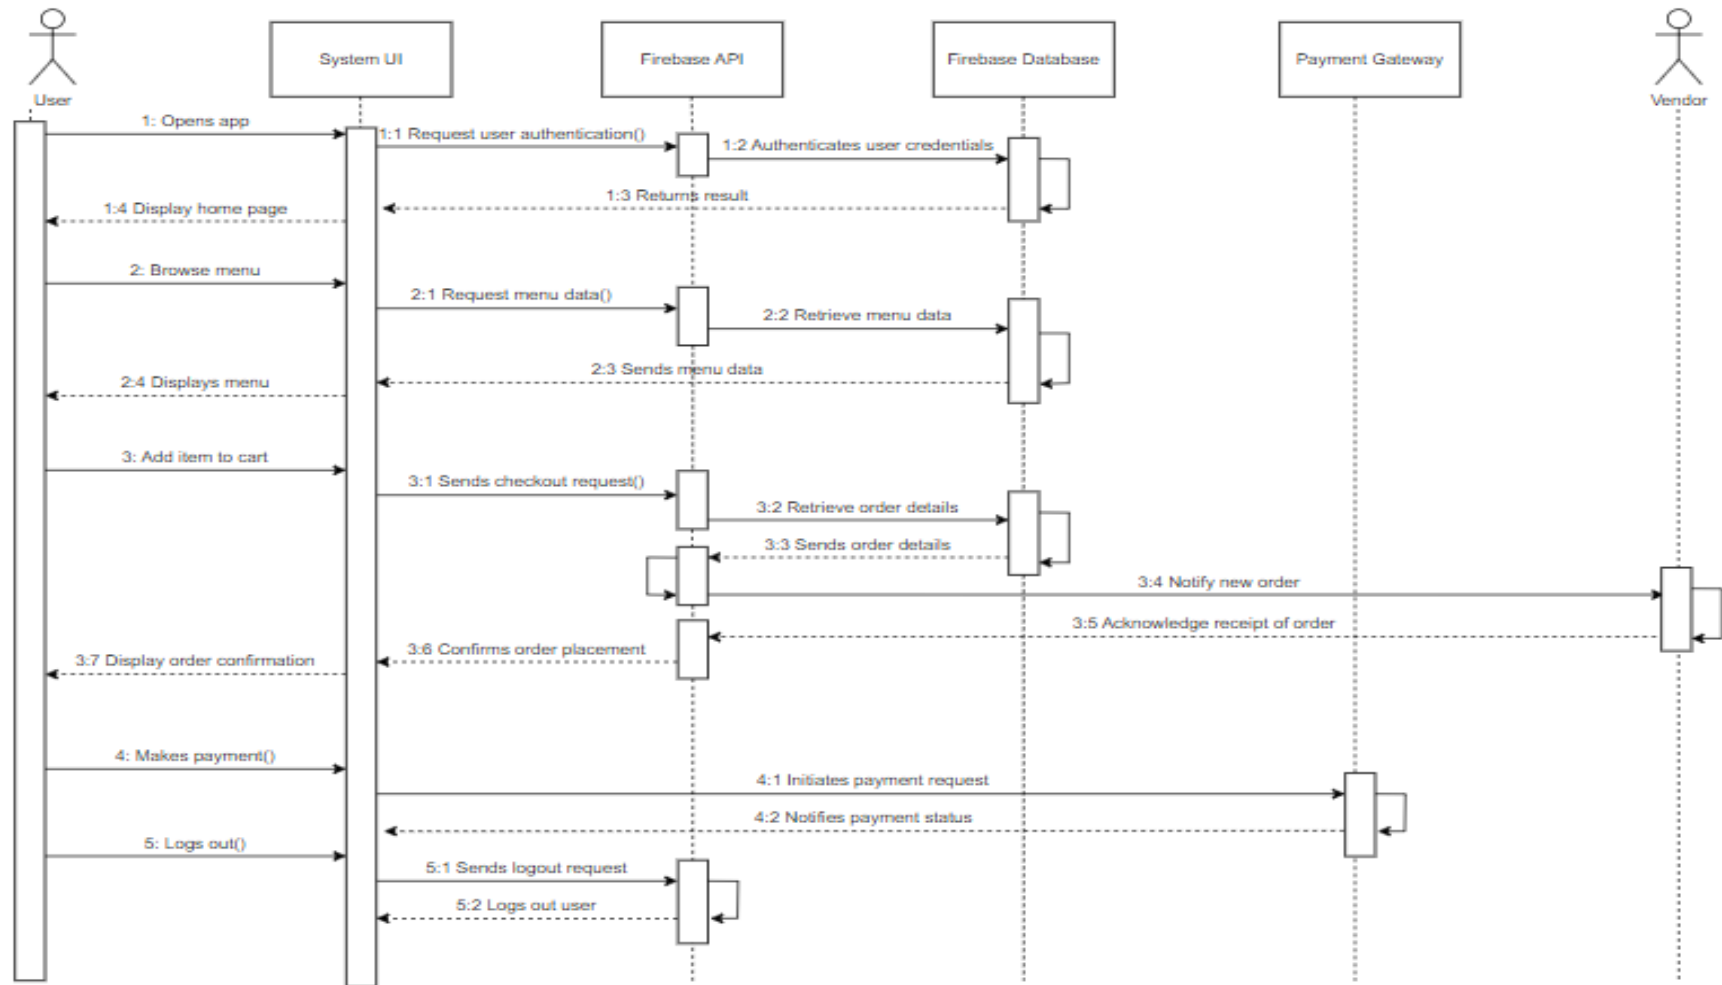 System UI
Firebase API
Firebase Database
Payment Gateway
User
Vendor
1: Opens app
1:1 Request user authentication()
1:2 Authenticates user credentials
1:3 Returns result
1:4 Display home page
2: Browse menu
2:1 Request menu data()
2:2 Retrieve menu data
2:3 Sends menu data
2:4 Displays menu
3: Add item to cart
3:1 Sends checkout request()
3:2 Retrieve order details
3:3 Sends order details
3:4 Notify new order
3:5 Acknowledge receipt of order
3:6 Confirms order placement
3:7 Display order confirmation
4: Makes payment()
4:1 Initiates payment request
4:2 Notifies payment status
5: Logs out()
5:1 Sends logout request
5:2 Logs out user